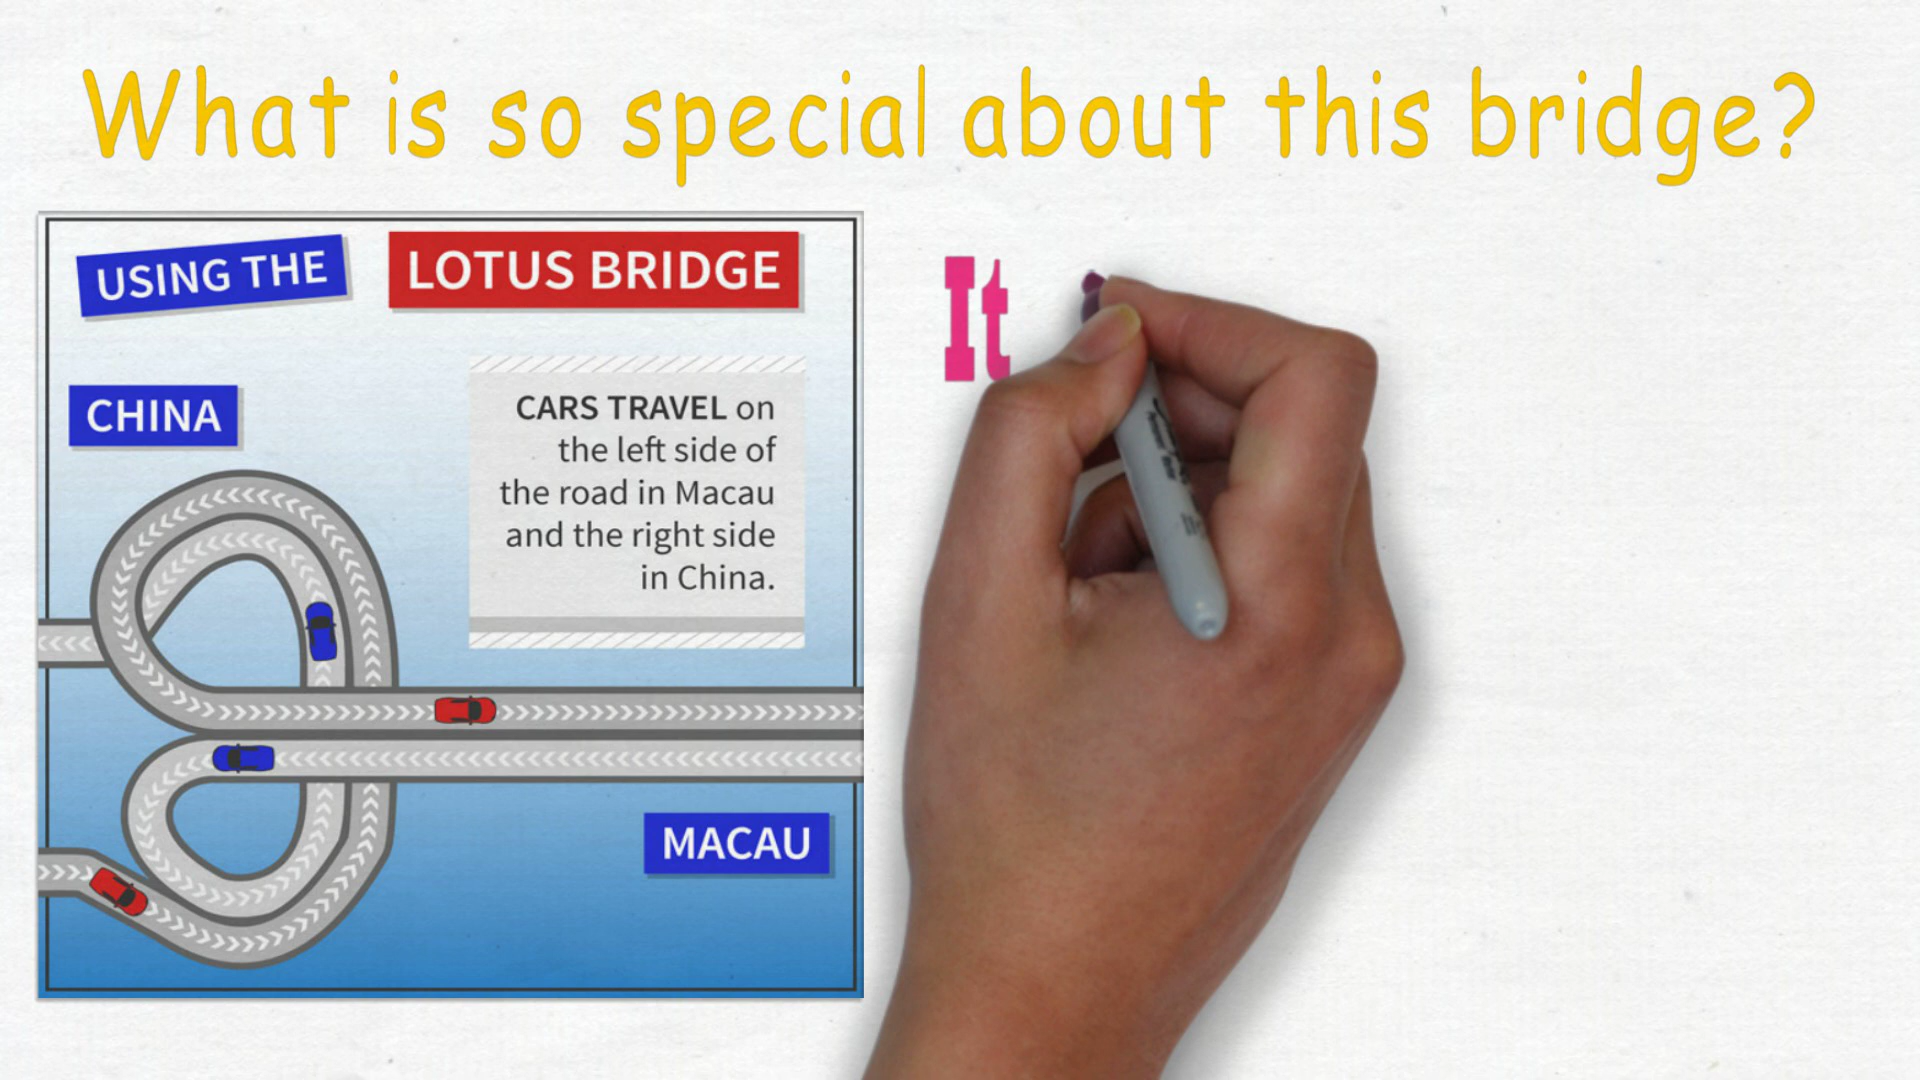 What is so special about this bridge?
USING THE LOTUS BRIDGE
It
CHINA
CARS TRAVEL on
the left side of
the road in Macau
and the right side
in China.
MACAU